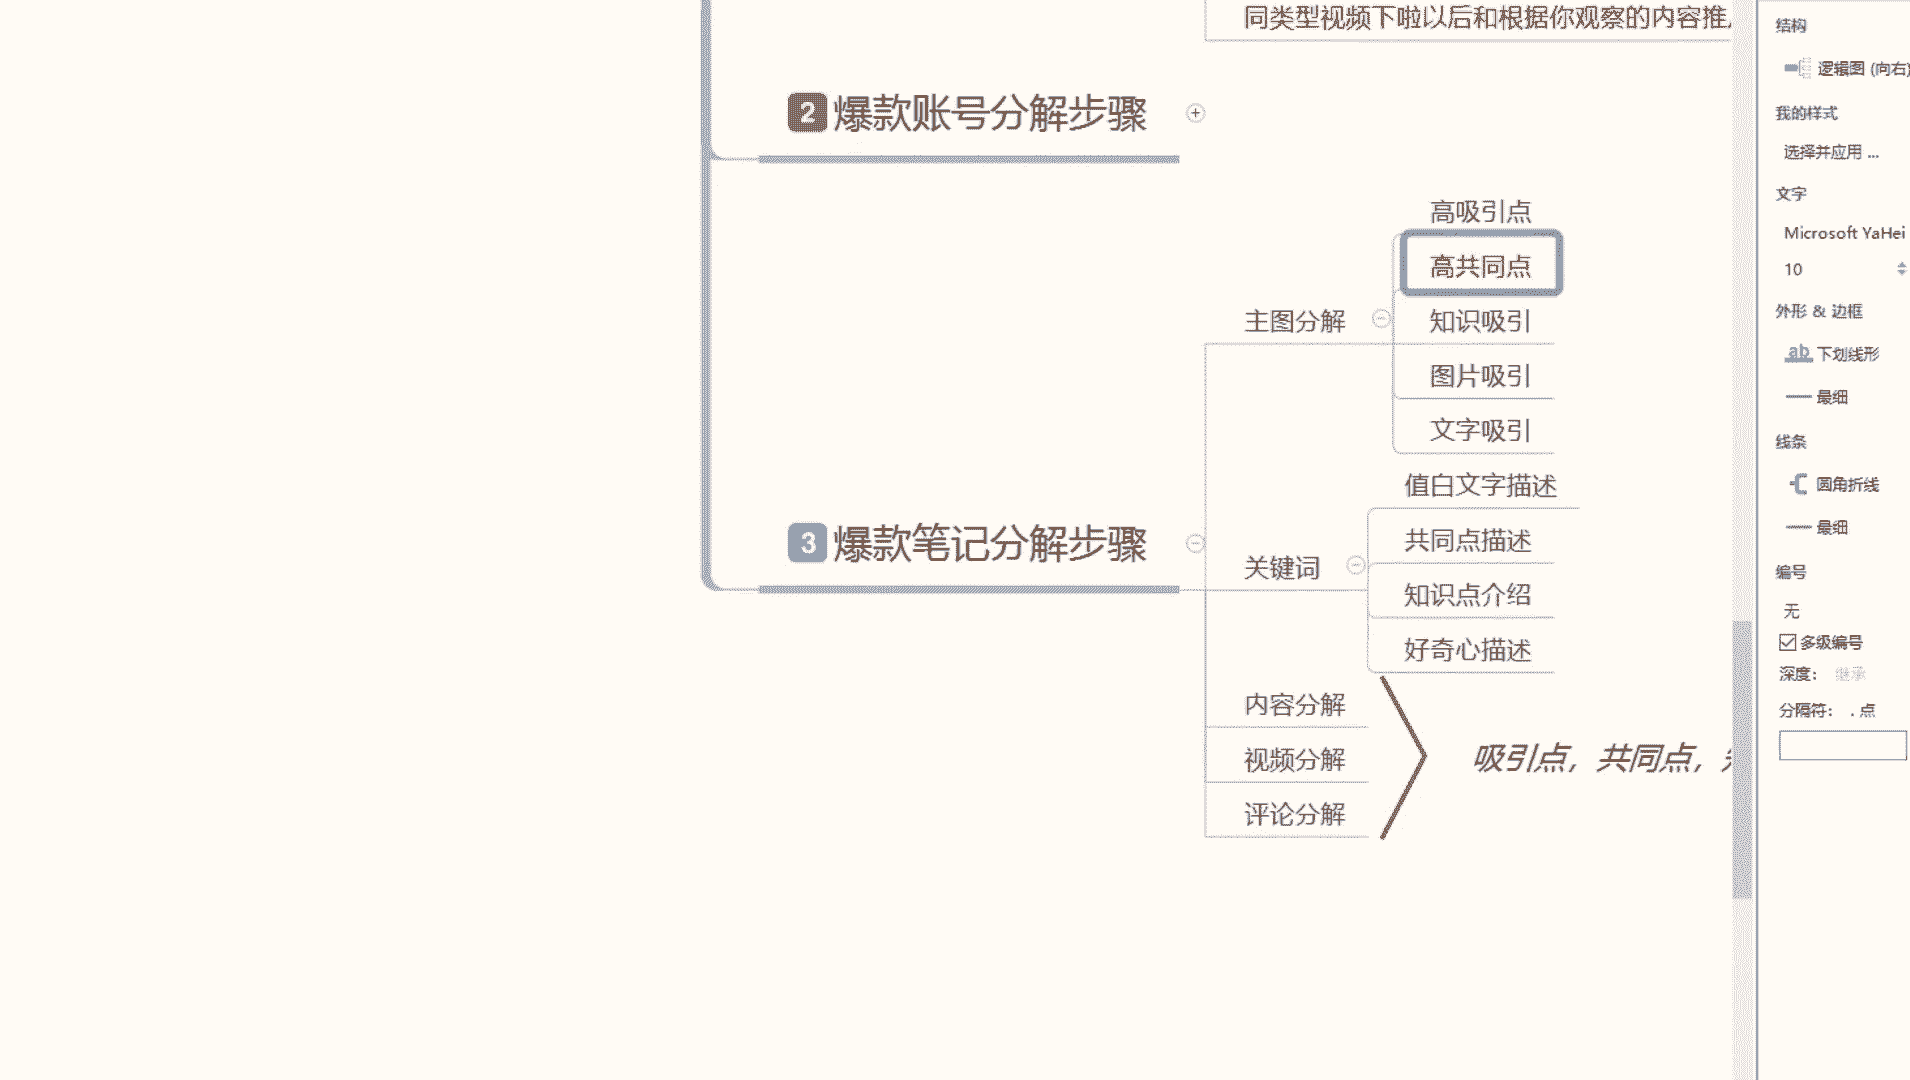 同类型视频下啦以后和根据你观察的内容推
2 爆款账号分解步骤
高吸引点
高共同点
主图分解
知识吸引
图片吸引
文字吸引
值白文字描述
3 爆款笔记分解步骤
共同点描述
关键词
知识点介绍
好奇心描述
内容分解
视频分解
吸引点，共同点，
评论分解
结构
逻辑图 (向右)
我的样式
选择并应用 ...
文字
Microsoft YaHei
10
外形 & 边框
ab 下划线形
最细
线条
圆角折线
最细
编号
无
多级编号
深度： 继承
分隔符： . 点